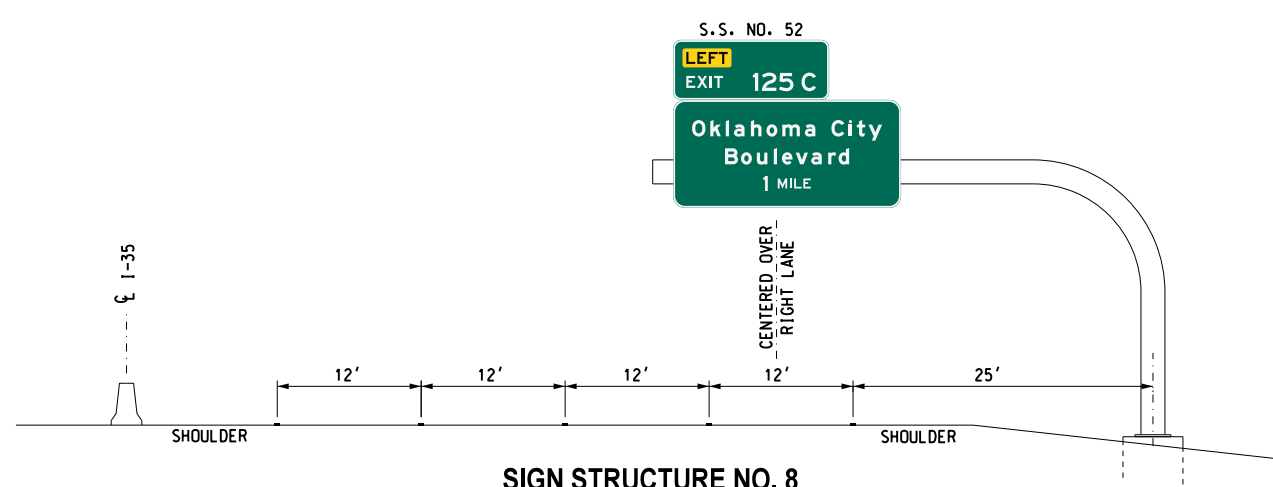 S.S. NO. 52
LEFT
EXIT 125 C
Oklahoma City
Boulevard
1 MILE
℄ I-35
CENTERED OVER
RIGHT LANE
12' 12' 12' 12' 25'
SHOULDER SHOULDER
SIGN STRUCTURE NO. 8